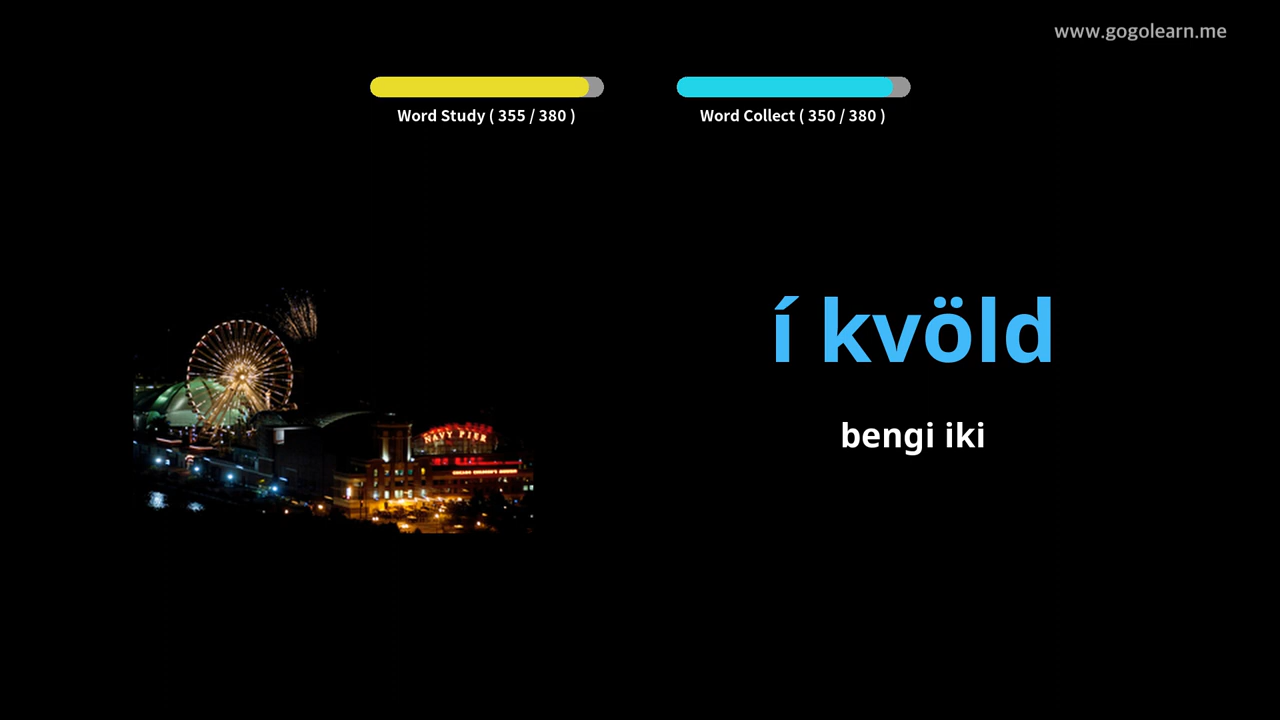 www.gogolearn.me
Word Study ( 355 / 380 )
Word Collect ( 350 / 380 )
í kvöld
bengi iki
NAVY PIER